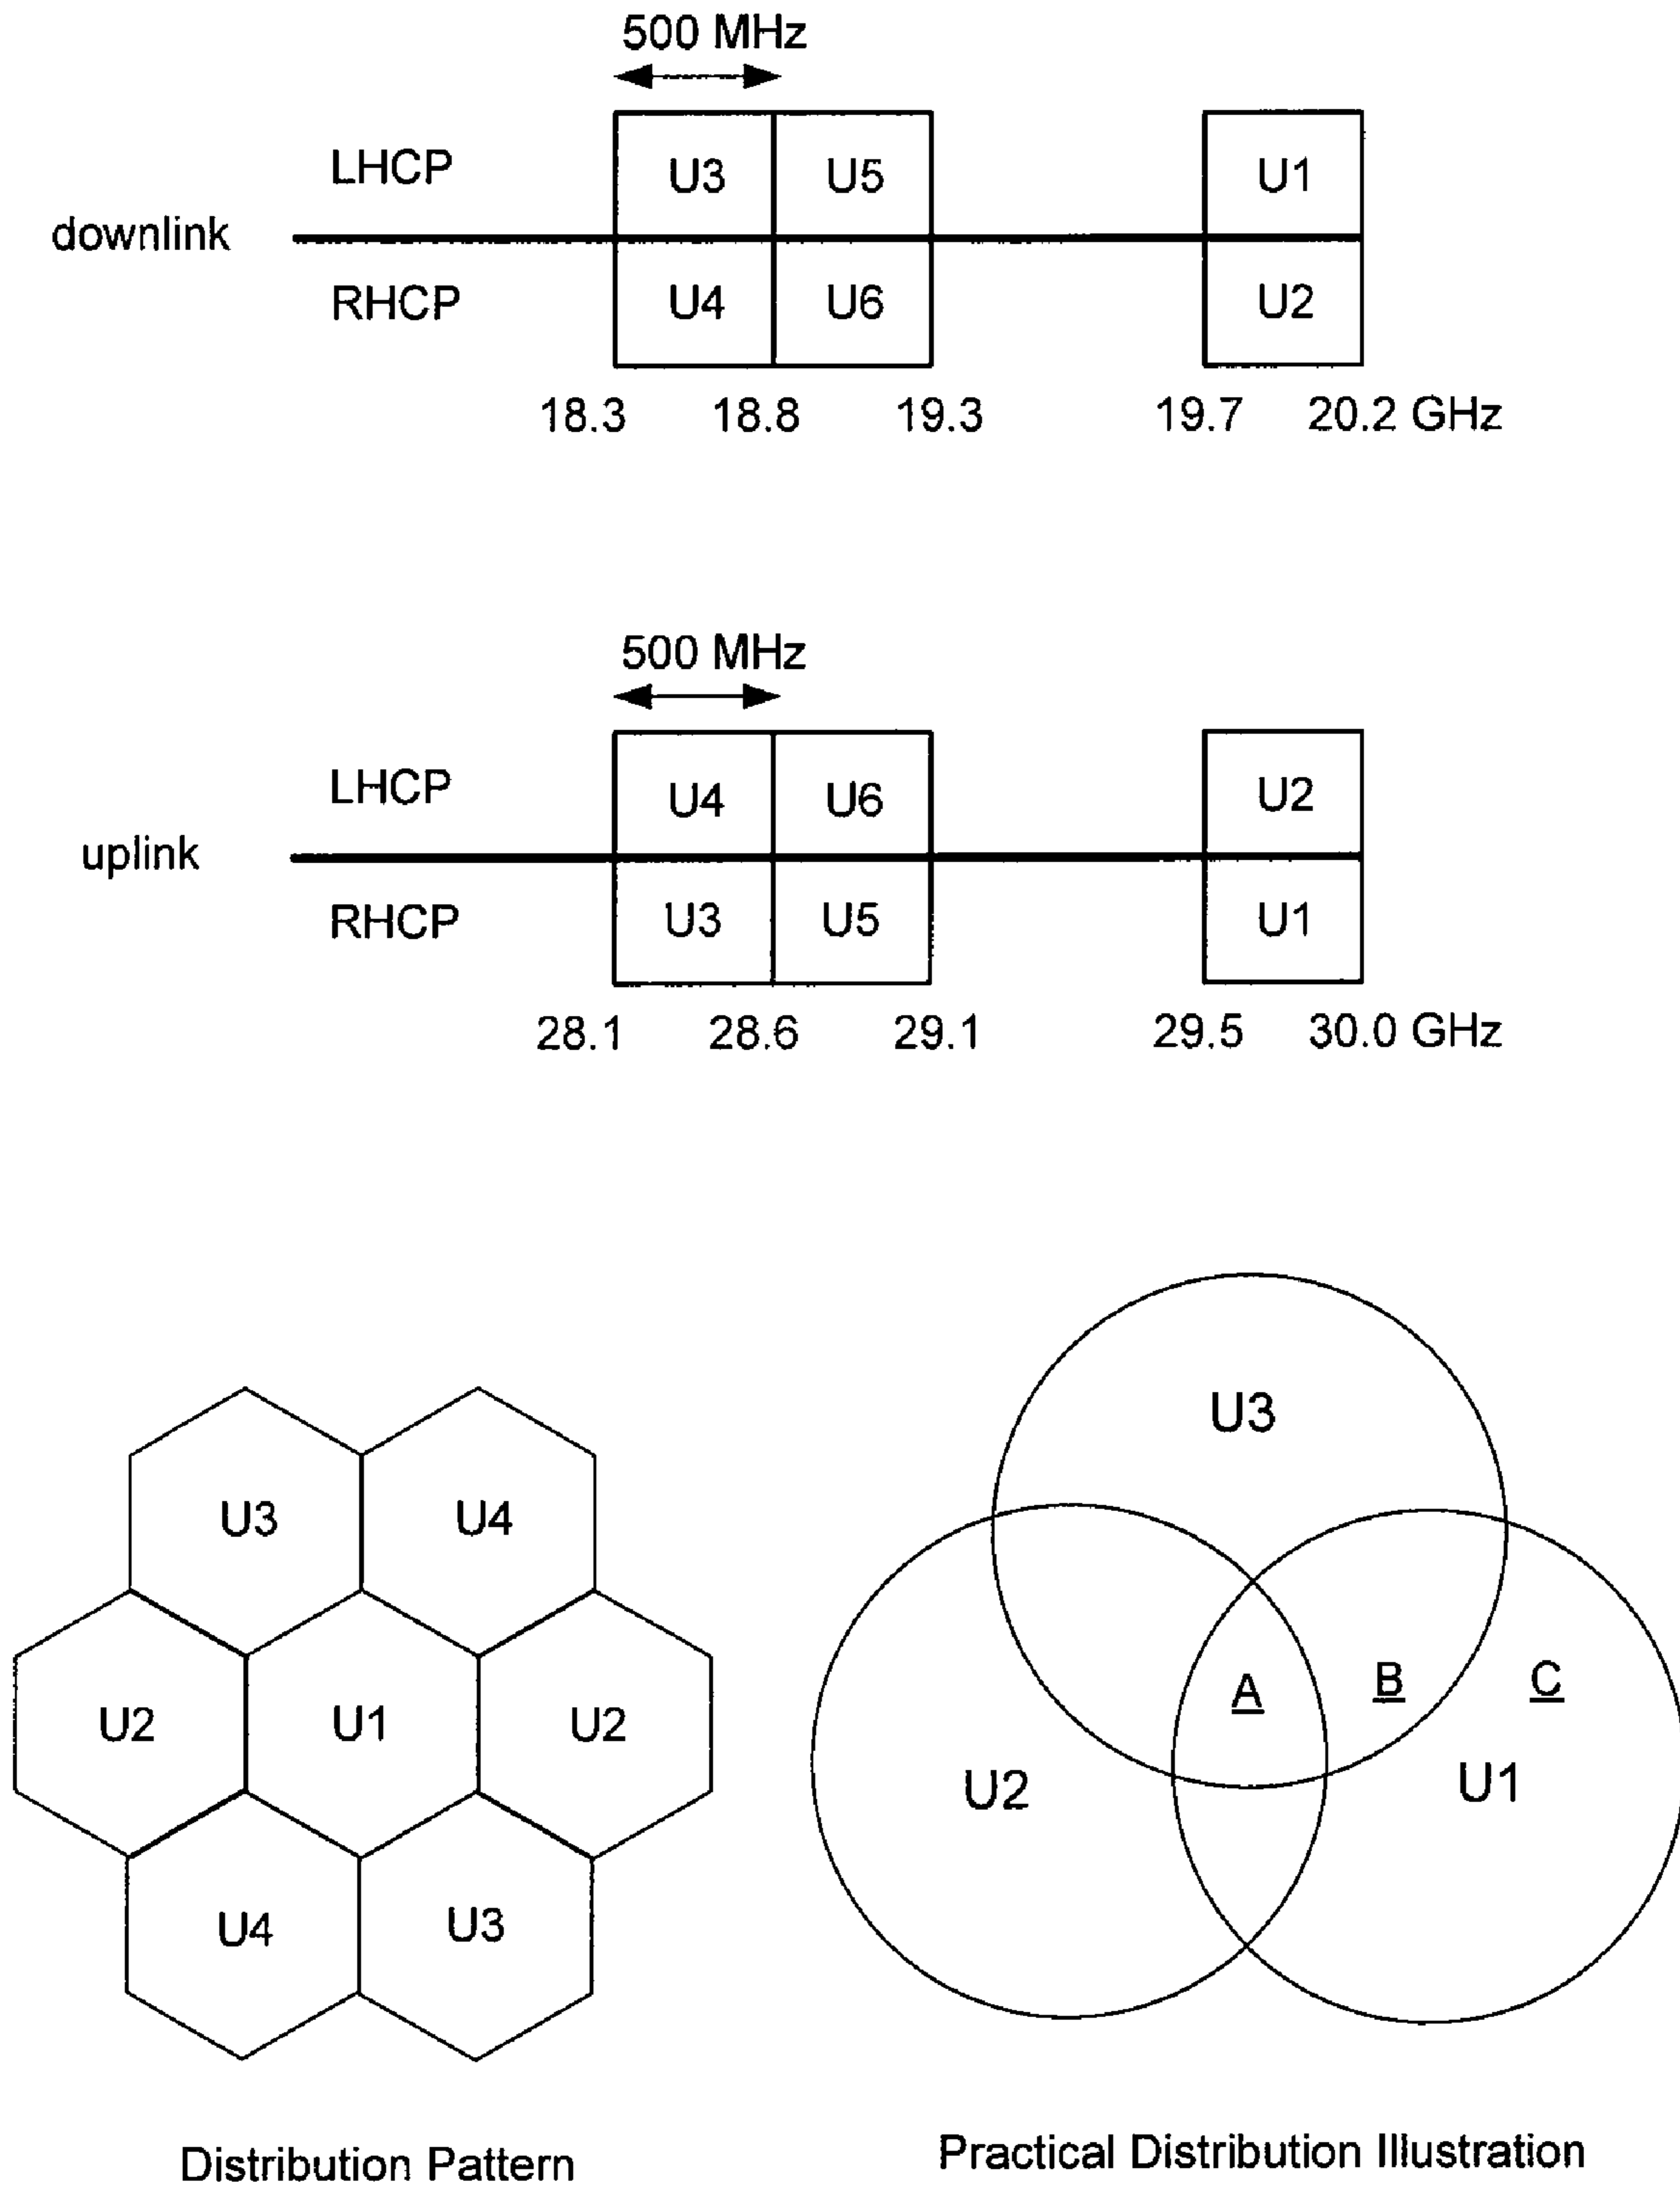 500 MHz
LHCP U3 U5 U1
downlink
RHCP U4 U6 U2
18.3 18.8 19.3 19.7 20.2 GHz
500 MHz
LHCP U4 U6 U2
uplink
RHCP U3 U5 U1
28.1 28.6 29.1 29.5 30.0 GHz
U3 U4
U2 U1 U2
U4 U3
Distribution Pattern
U3
A B C
U2 U1
Practical Distribution Illustration